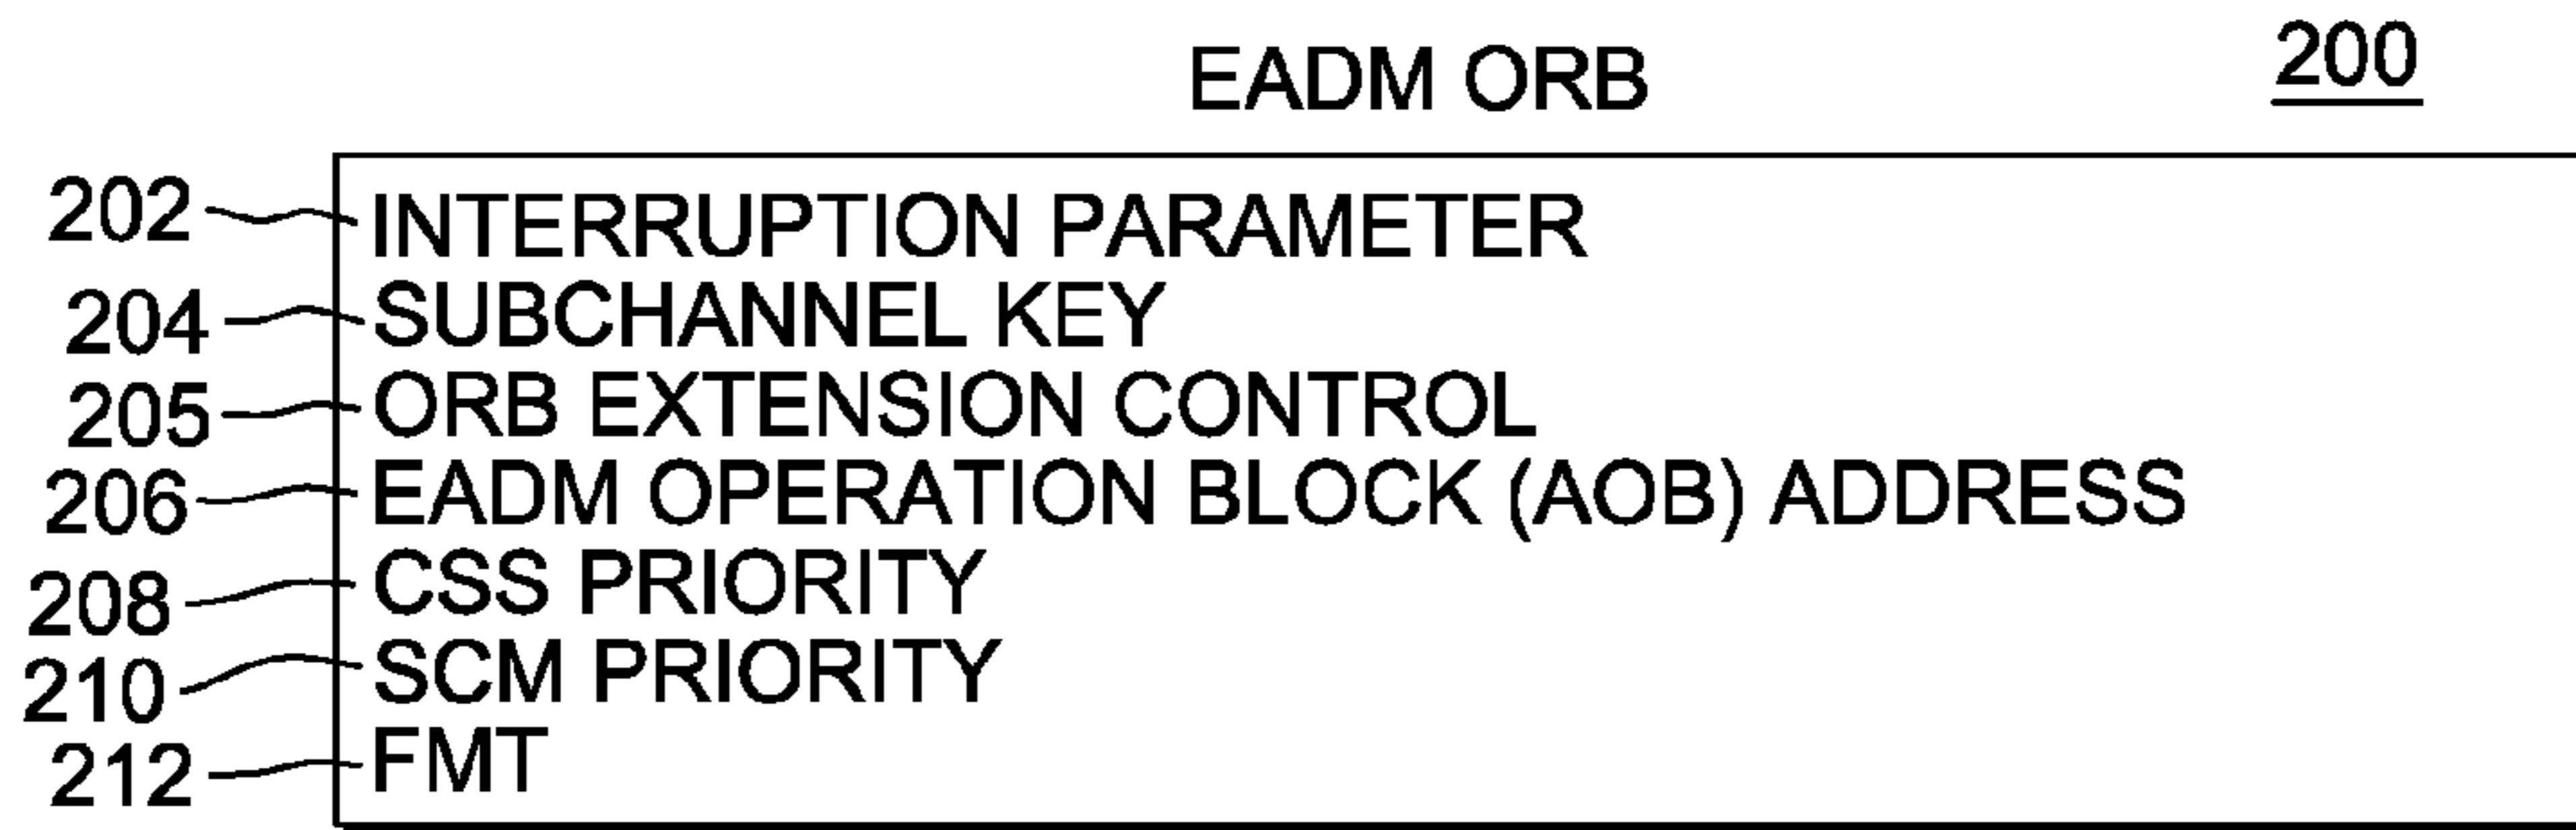 EADM ORB 200
202 INTERRUPTION PARAMETER
204 SUBCHANNEL KEY
205 ORB EXTENSION CONTROL
206 EADM OPERATION BLOCK (AOB) ADDRESS
208 CSS PRIORITY
210 SCM PRIORITY
212 FMT